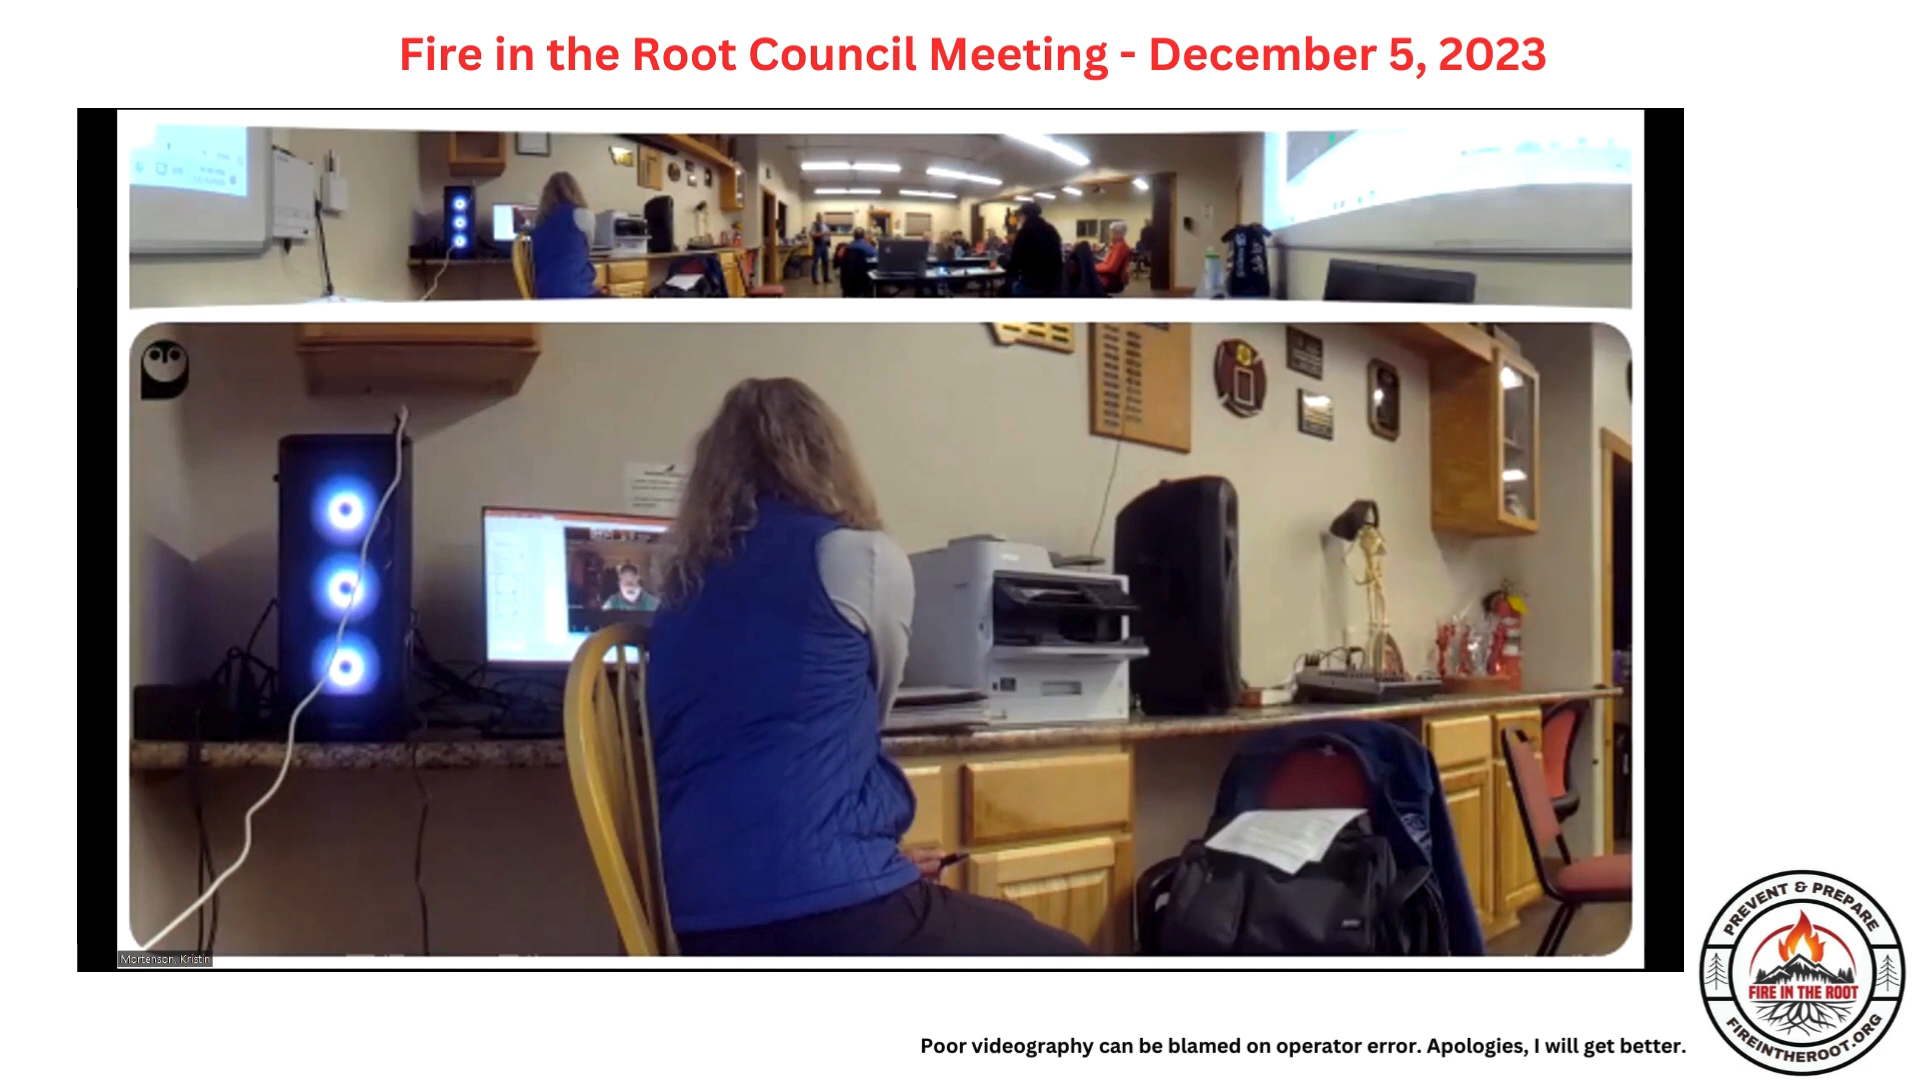 Fire in the Root Council Meeting - December 5, 2023
Mortenson, Kristin
PREVENT & PREPARE
FIRE IN THE ROOT
FIREINTHEROOT.ORG
Poor videography can be blamed on operator error. Apologies, I will get better.